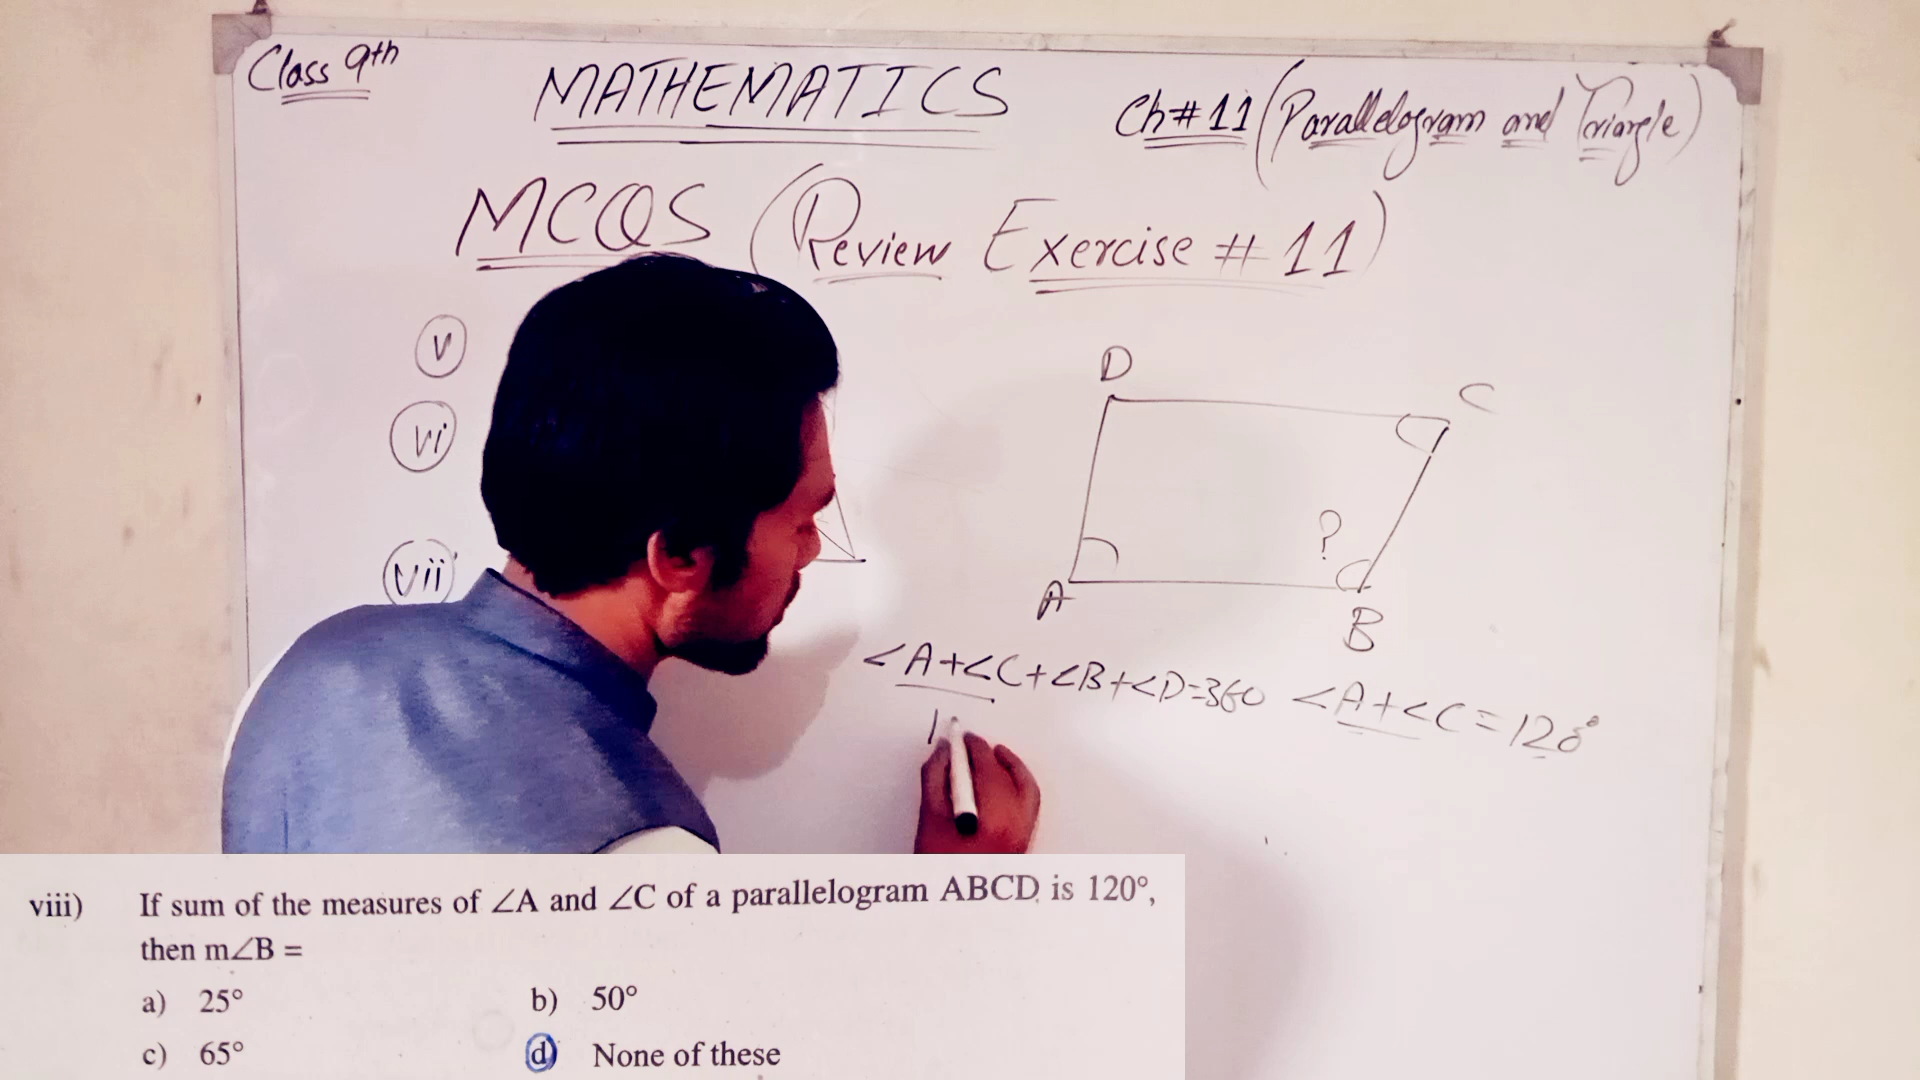 Class 9th
MATHEMATICS
Ch#11 (Parallelogram and Triangle)
MCQS (Review Exercise # 11)
v
vi
vii
D
C
?
A
B
<A+<C+<B+<D=360
<A+<C=120°
1
viii) If sum of the measures of ∠A and ∠C of a parallelogram ABCD is 120°,
then m∠B =
a) 25° b) 50°
c) 65° d) None of these